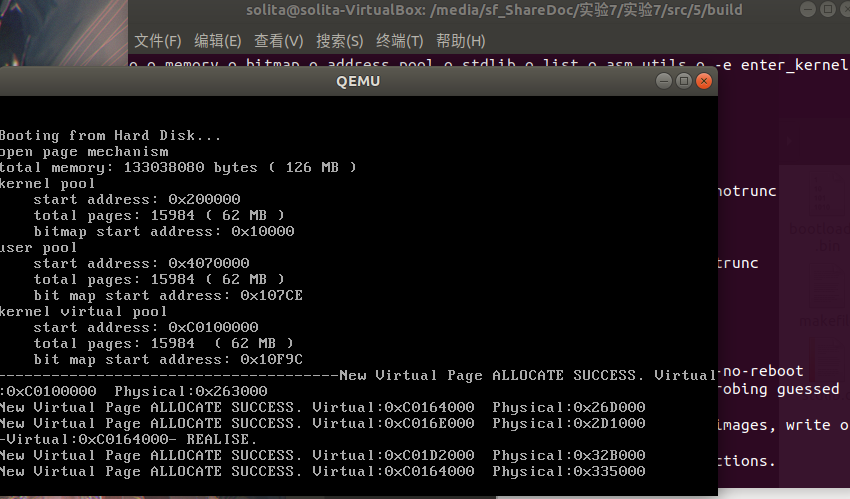 solita@solita-VirtualBox: /media/sf_ShareDoc/实验7/实验7/src/5/build
文件(F) 编辑(E) 查看(V) 搜索(S) 终端(T) 帮助(H)
o.o memory.o bitmap.o address_pool.o stdlib.o list.o asm_utils.o -e enter_kernel
QEMU
Booting from Hard Disk...
open page mechanism
total memory: 133038080 bytes ( 126 MB )
kernel pool
start address: 0x200000
total pages: 15984 ( 62 MB )
bitmap start address: 0x10000
user pool
start address: 0x4070000
total pages: 15984 ( 62 MB )
bit map start address: 0x107CE
kernel virtual pool
start address: 0xC0100000
total pages: 15984  ( 62 MB )
bit map start address: 0x10F9C
--------------------------------------New Virtual Page ALLOCATE SUCCESS. Virtual
:0xC0100000  Physical:0x263000
New Virtual Page ALLOCATE SUCCESS. Virtual:0xC0164000  Physical:0x26D000
New Virtual Page ALLOCATE SUCCESS. Virtual:0xC016E000  Physical:0x2D1000
-Virtual:0xC0164000- REALISE.
New Virtual Page ALLOCATE SUCCESS. Virtual:0xC01D2000  Physical:0x32B000
New Virtual Page ALLOCATE SUCCESS. Virtual:0xC0164000  Physical:0x335000
notrunc
trunc
-no-reboot
robing guessed
images, write o
ctions.